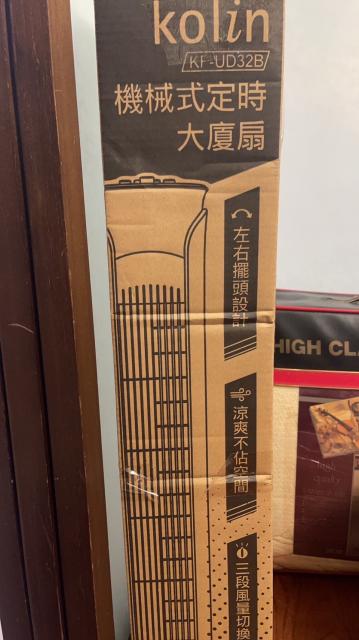 kolin
KF-UD32B
機械式定時
大廈扇
左右擺頭設計
涼爽不佔空間
三段風量切換
HIGH CL
quality